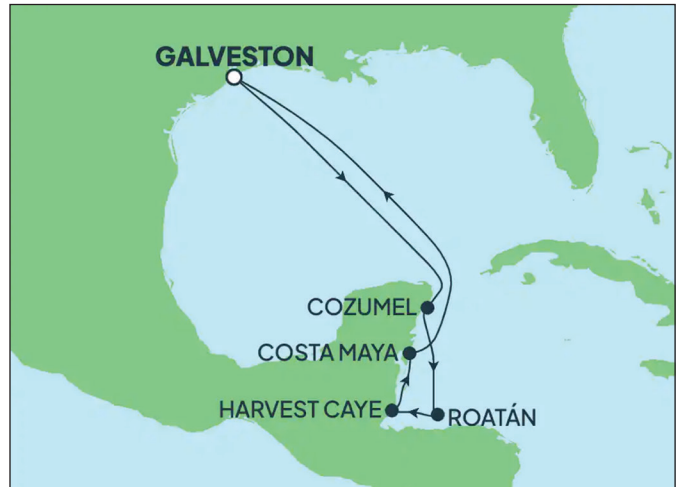 GALVESTON
COZUMEL
COSTA MAYA
HARVEST CAYE
ROATÁN